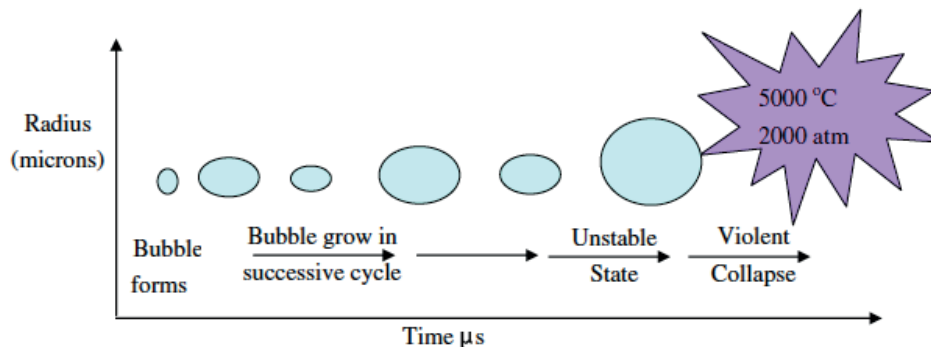 5000 °C
2000 atm
Radius
(microns)
Bubble
forms
Bubble grow in
successive cycle
Unstable
State
Violent
Collapse
Time μs